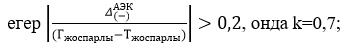 егер |Δ(−)^АЭК / (Гжоспарлы−Тжоспарлы)| > 0,2, онда k=0,7;